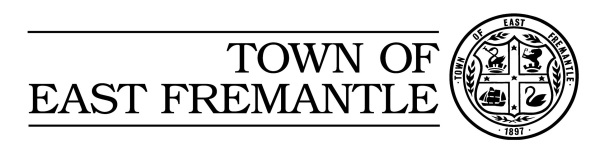 TOWN OF
EAST FREMANTLE
TOWN OF EAST FREMANTLE
· 1897 ·